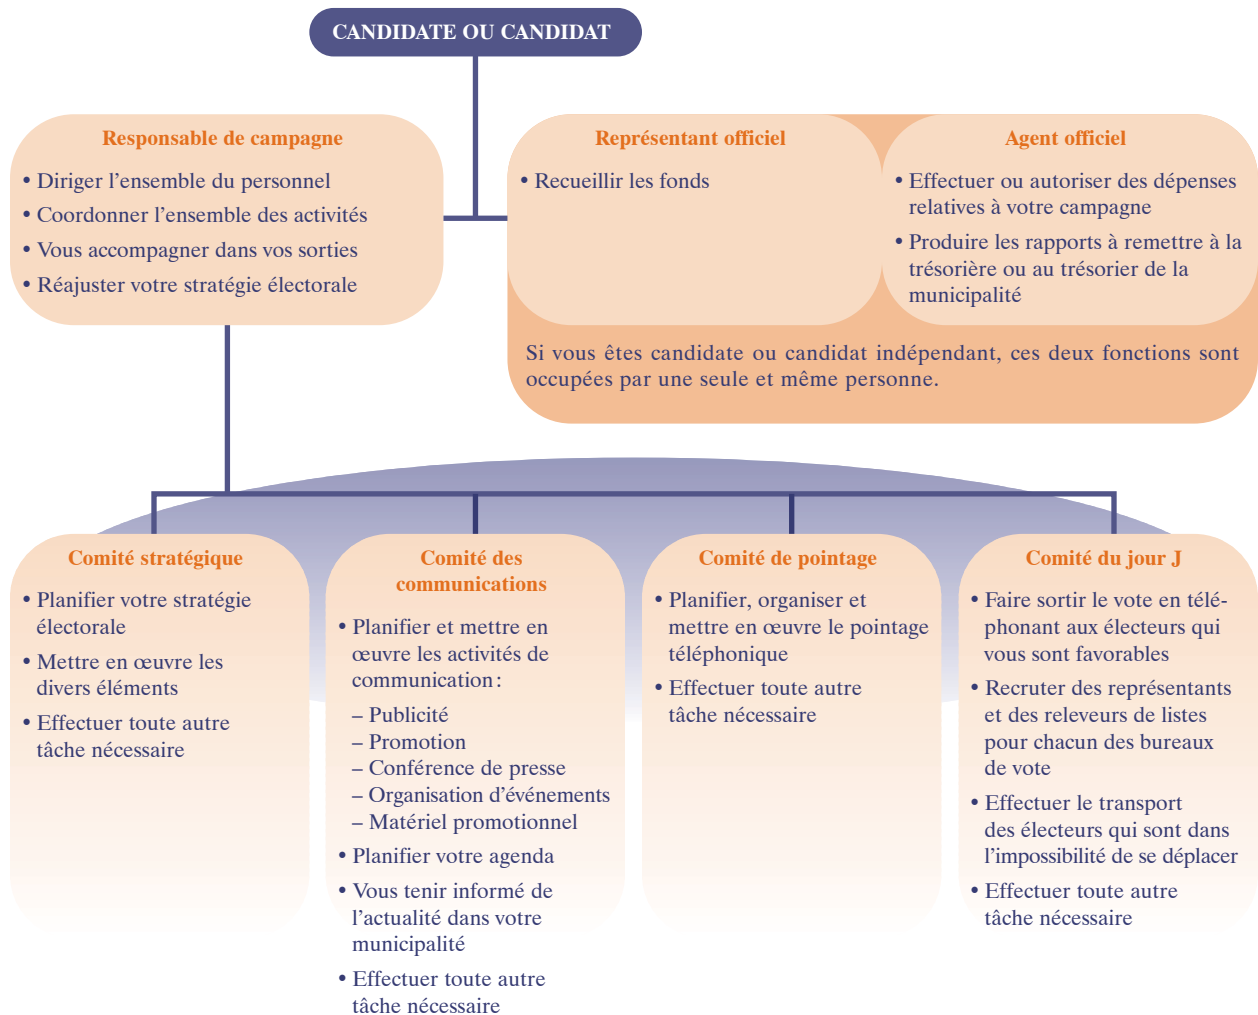 CANDIDATE OU CANDIDAT
Responsable de campagne
• Diriger l’ensemble du personnel
• Coordonner l’ensemble des activités
• Vous accompagner dans vos sorties
• Réajuster votre stratégie électorale
Représentant officiel
• Recueillir les fonds
Agent officiel
• Effectuer ou autoriser des dépenses
relatives à votre campagne
• Produire les rapports à remettre à la
trésorière ou au trésorier de la
municipalité
Si vous êtes candidate ou candidat indépendant, ces deux fonctions sont
occupées par une seule et même personne.
Comité stratégique
• Planifier votre stratégie
électorale
• Mettre en œuvre les
divers éléments
• Effectuer toute autre
tâche nécessaire
Comité des
communications
• Planifier et mettre en
œuvre les activités de
communication :
– Publicité
– Promotion
– Conférence de presse
– Organisation d’événements
– Matériel promotionnel
• Planifier votre agenda
• Vous tenir informé de
l’actualité dans votre
municipalité
• Effectuer toute autre
tâche nécessaire
Comité de pointage
• Planifier, organiser et
mettre en œuvre le pointage
téléphonique
• Effectuer toute autre
tâche nécessaire
Comité du jour J
• Faire sortir le vote en télé-
phonant aux électeurs qui
vous sont favorables
• Recruter des représentants
et des releveurs de listes
pour chacun des bureaux
de vote
• Effectuer le transport
des électeurs qui sont dans
l’impossibilité de se déplacer
• Effectuer toute autre
tâche nécessaire